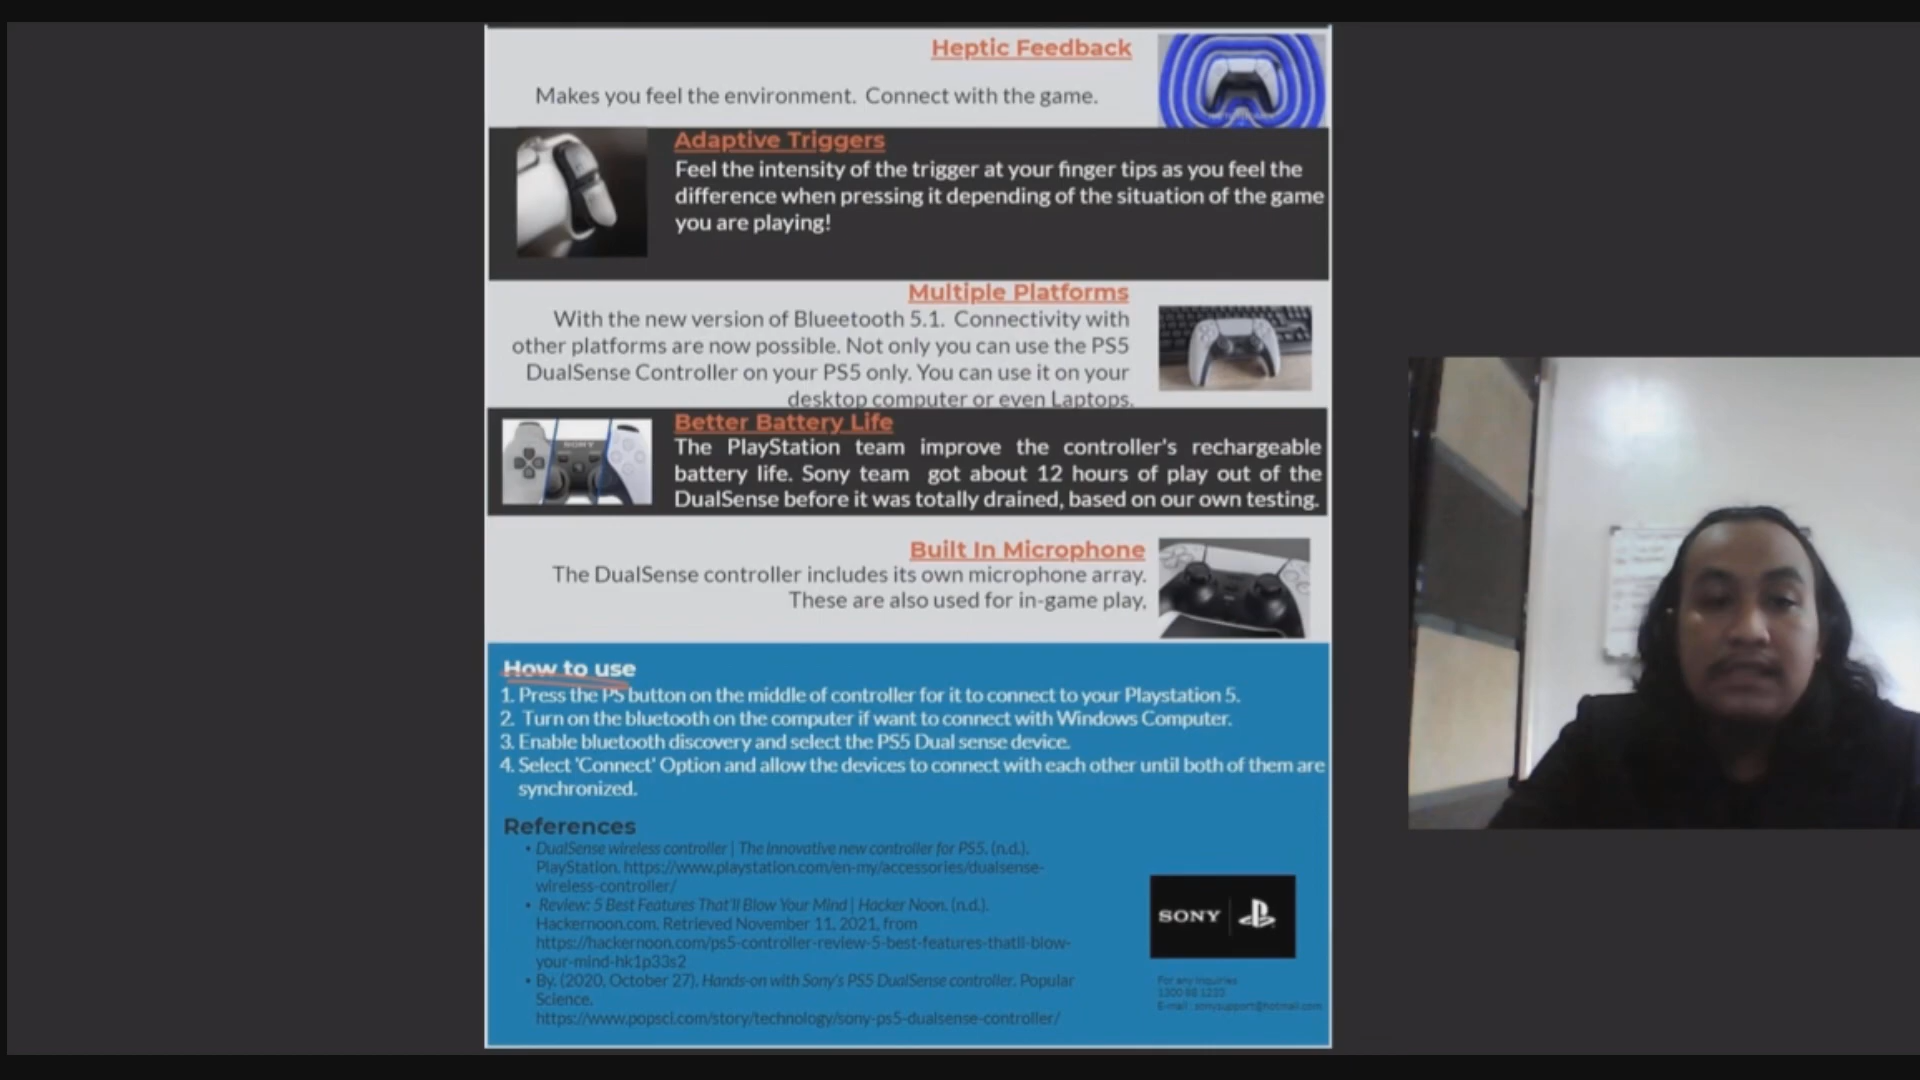 Heptic Feedback
Makes you feel the environment. Connect with the game.
Adaptive Triggers
Feel the intensity of the trigger at your finger tips as you feel the
difference when pressing it depending of the situation of the game
you are playing!
Multiple Platforms
With the new version of Blueetooth 5.1. Connectivity with
other platforms are now possible. Not only you can use the PS5
DualSense Controller on your PS5 only. You can use it on your
desktop computer or even Laptops.
Better Battery Life
The PlayStation team improve the controller's rechargeable
battery life. Sony team got about 12 hours of play out of the
DualSense before it was totally drained, based on our own testing.
SONY
Built In Microphone
The DualSense controller includes its own microphone array.
These are also used for in-game play.
How to use
1. Press the PS button on the middle of controller for it to connect to your Playstation 5.
2. Turn on the bluetooth on the computer if want to connect with Windows Computer.
3. Enable bluetooth discovery and select the PS5 Dual sense device.
4. Select 'Connect' Option and allow the devices to connect with each other until both of them are
synchronized.
References
• DualSense wireless controller | The Innovative new controller for PS5. (n.d.).
PlayStation. https://www.playstation.com/en-my/accessories/dualsense-
wireless-controller/
• Review: 5 Best Features That'll Blow Your Mind | Hacker Noon. (n.d.).
Hackernoon.com. Retrieved November 11, 2021, from
https://hackernoon.com/ps5-controller-review-5-best-features-thatll-blow-
your-mind-hk1p33s2
• By. (2020, October 27). Hands-on with Sony's PS5 DualSense controller. Popular
Science.
https://www.popsci.com/story/technology/sony-ps5-dualsense-controller/
SONY
For any inquiries
1300 88 1233
E-mail : sonysupport@hotmail.com